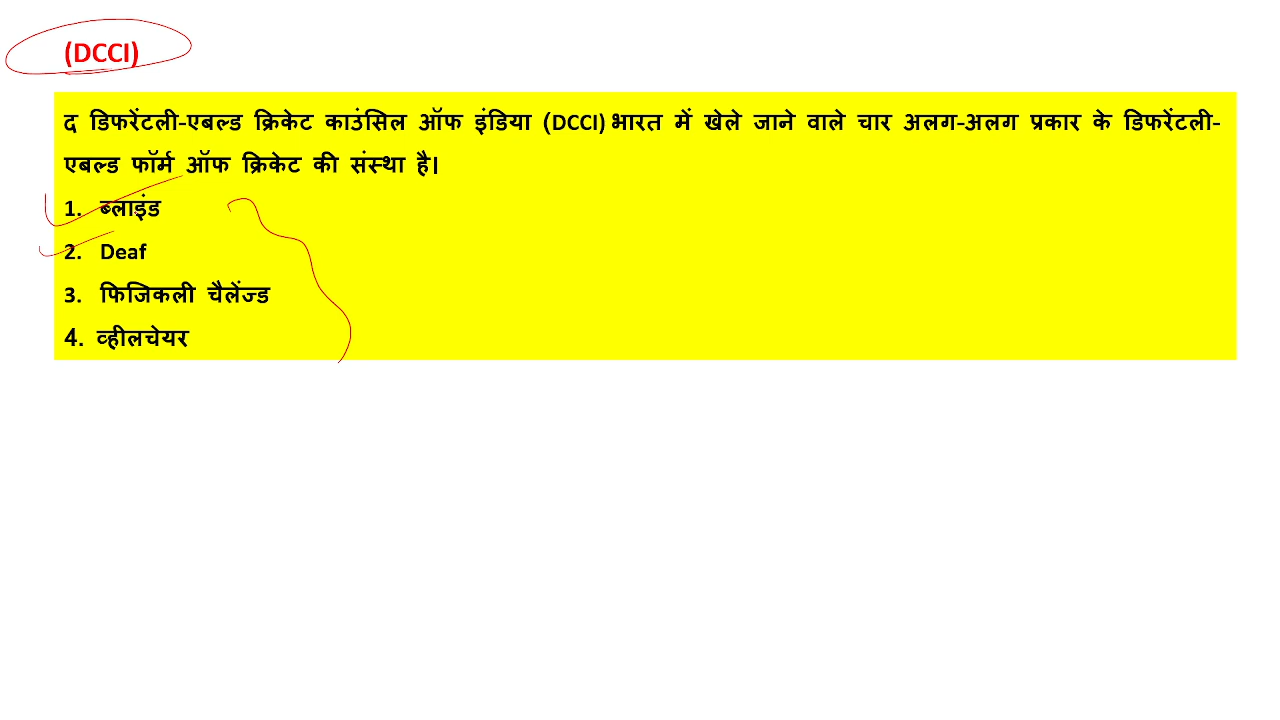 (DCCI)
द डिफरेंटली-एबल्ड क्रिकेट काउंसिल ऑफ इंडिया (DCCI) भारत में खेले जाने वाले चार अलग-अलग प्रकार के डिफरेंटली-
एबल्ड फॉर्म ऑफ क्रिकेट की संस्था है।
1. ब्लाइंड
2. Deaf
3. फिजिकली चैलेंज्ड
4. व्हीलचेयर